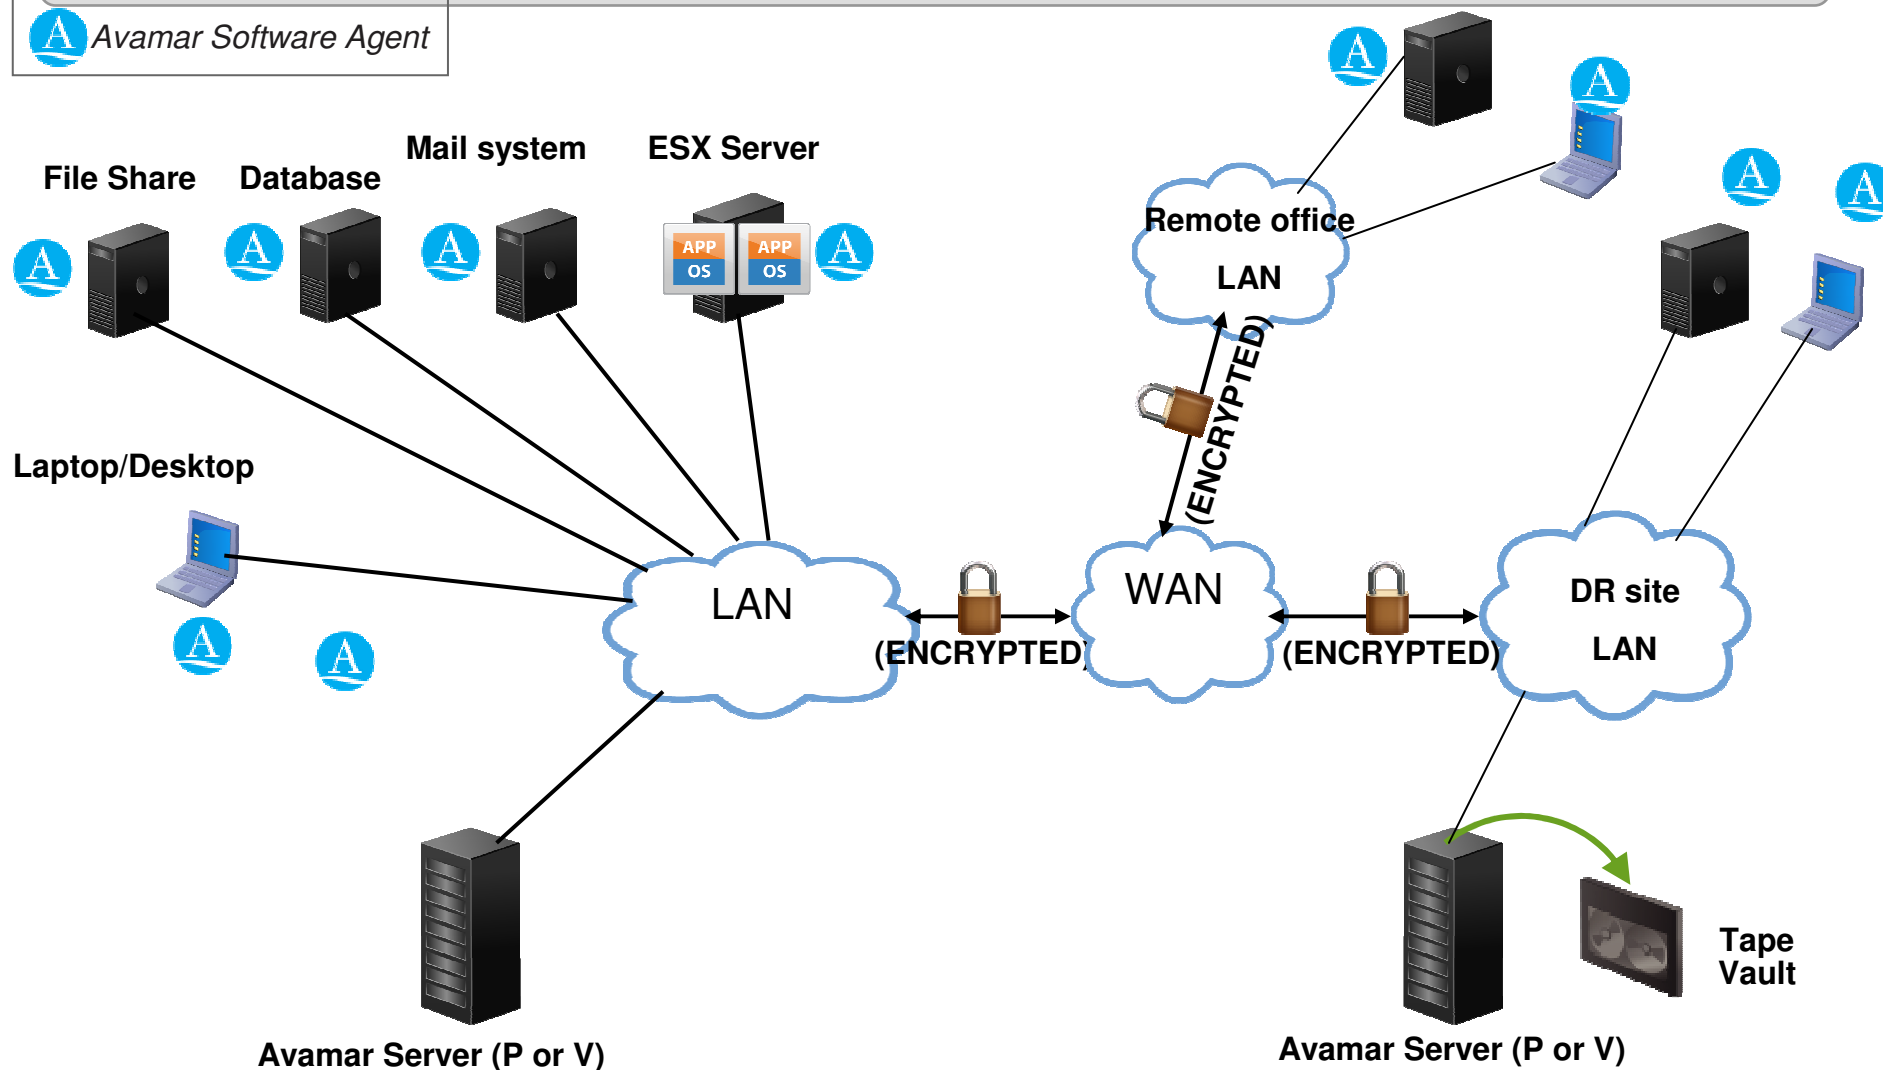 A Avamar Software Agent
A
A
Mail system
ESX Server
File Share
Database
A
A
A
A
A
A
APP
OS
APP
OS
Remote office
LAN
(ENCRYPTED)
Laptop/Desktop
A
A
LAN
WAN
DR site
LAN
(ENCRYPTED)
(ENCRYPTED)
Tape
Vault
Avamar Server (P or V)
Avamar Server (P or V)